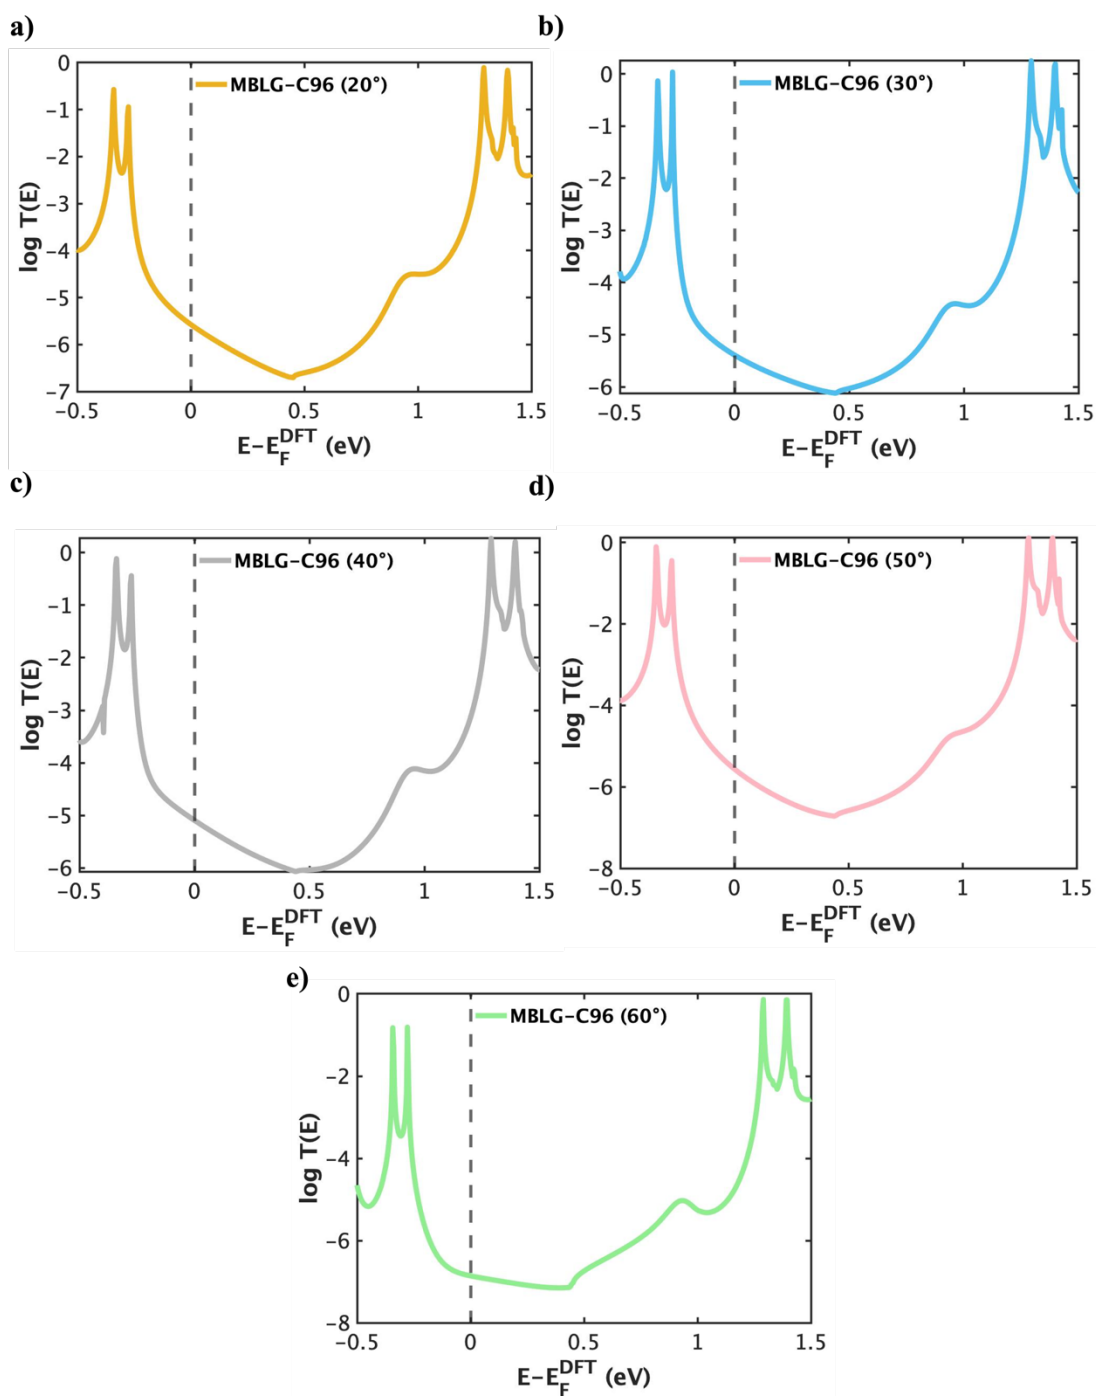 a)
MBLG-C96 (20°)
0
−1
−2
−3
−4
−5
−6
−7
log T(E)
−0.5 0 0.5 1 1.5
E−E_F^DFT (eV)
b)
MBLG-C96 (30°)
0
−1
−2
−3
−4
−5
−6
log T(E)
−0.5 0 0.5 1 1.5
E−E_F^DFT (eV)
c)
MBLG-C96 (40°)
0
−1
−2
−3
−4
−5
−6
log T(E)
−0.5 0 0.5 1 1.5
E−E_F^DFT (eV)
d)
MBLG-C96 (50°)
0
−2
−4
−6
−8
log T(E)
−0.5 0 0.5 1 1.5
E−E_F^DFT (eV)
e)
MBLG-C96 (60°)
0
−2
−4
−6
−8
log T(E)
−0.5 0 0.5 1 1.5
E−E_F^DFT (eV)